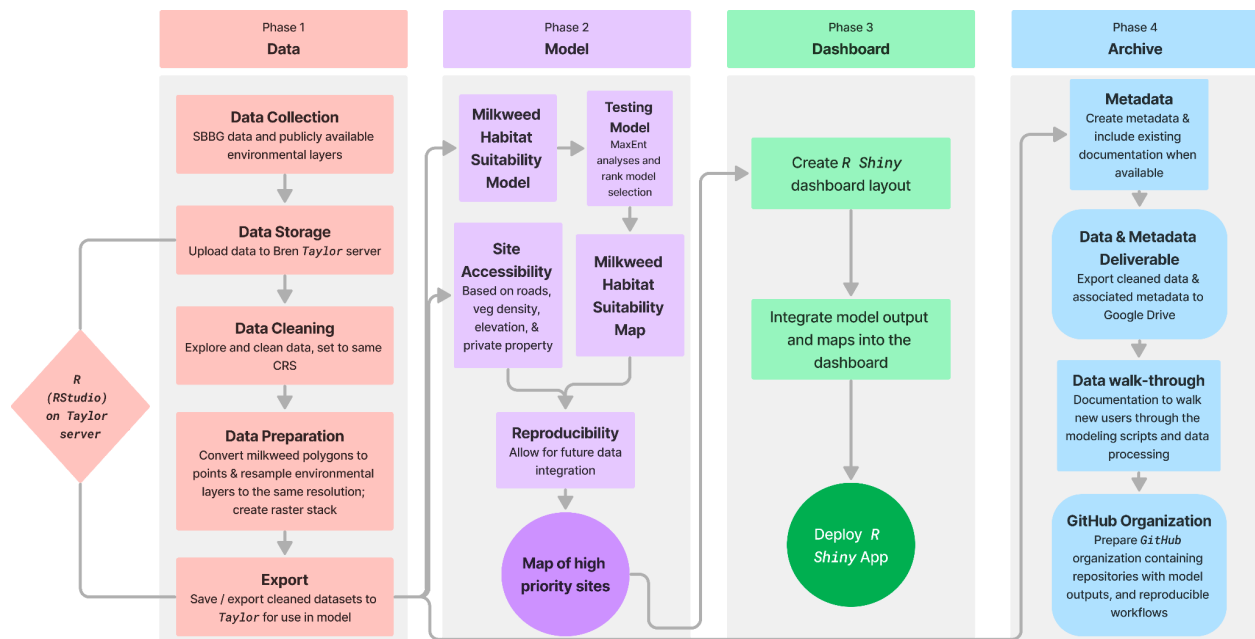 Phase 1
Data
Phase 2
Model
Phase 3
Dashboard
Phase 4
Archive
Data Collection
SBBG data and publicly available
environmental layers
Data Storage
Upload data to Bren Taylor server
Data Cleaning
Explore and clean data, set to same
CRS
Data Preparation
Convert milkweed polygons to
points & resample environmental
layers to the same resolution;
create raster stack
Export
Save / export cleaned datasets to
Taylor for use in model
R
(RStudio)
on Taylor
server
Milkweed
Habitat
Suitability
Model
Testing
Model
MaxEnt
analyses and
rank model
selection
Site
Accessibility
Based on roads,
veg density,
elevation, &
private property
Milkweed
Habitat
Suitability
Map
Reproducibility
Allow for future data
integration
Map of high
priority sites
Create R Shiny
dashboard layout
Integrate model output
and maps into the
dashboard
Deploy R
Shiny App
Metadata
Create metadata &
include existing
documentation when
available
Data & Metadata
Deliverable
Export cleaned data &
associated metadata to
Google Drive
Data walk-through
Documentation to walk
new users through the
modeling scripts and data
processing
GitHub Organization
Prepare GitHub
organization containing
repositories with model
outputs, and reproducible
workflows